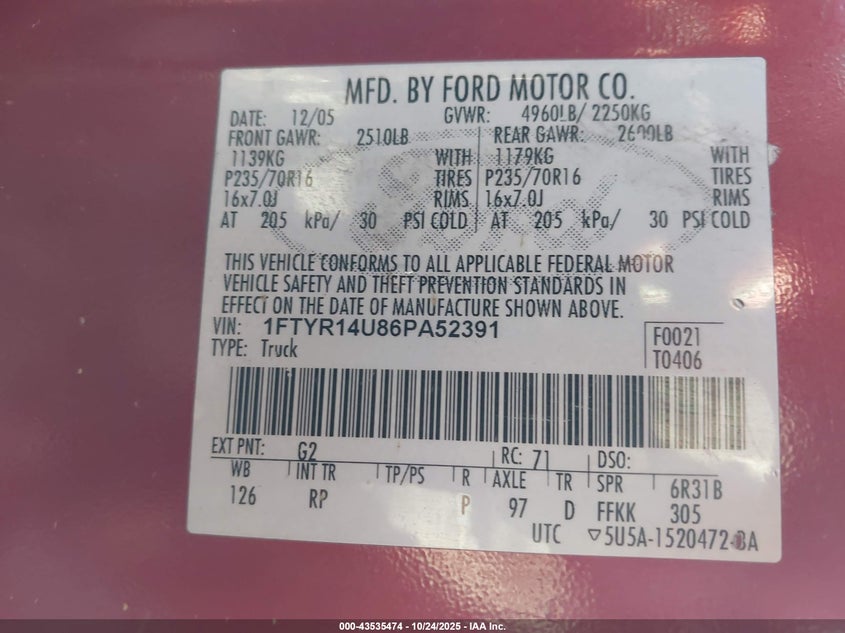 MFD. BY FORD MOTOR CO.
DATE: 12/05 GVWR: 4960LB/ 2250KG
FRONT GAWR: 2510LB REAR GAWR: 2600LB
1139KG WITH 1179KG WITH
P235/70R16 TIRES P235/70R16 TIRES
16x7.0J RIMS 16x7.0J RIMS
AT 205 kPa/ 30 PSI COLD AT 205 kPa/ 30 PSI COLD
THIS VEHICLE CONFORMS TO ALL APPLICABLE FEDERAL MOTOR
VEHICLE SAFETY AND THEFT PREVENTION STANDARDS IN
EFFECT ON THE DATE OF MANUFACTURE SHOWN ABOVE.
VIN: 1FTYR14U86PA52391 F0021
TYPE: Truck T0406
EXT PNT: G2 RC: 71 DSO:
WB INT TR TP/PS R AXLE TR SPR 6R31B
126 RP P 97 D FFKK 305
UTC ▽5U5A-1520472-BA
000-43535474 - 10/24/2025 - IAA Inc.